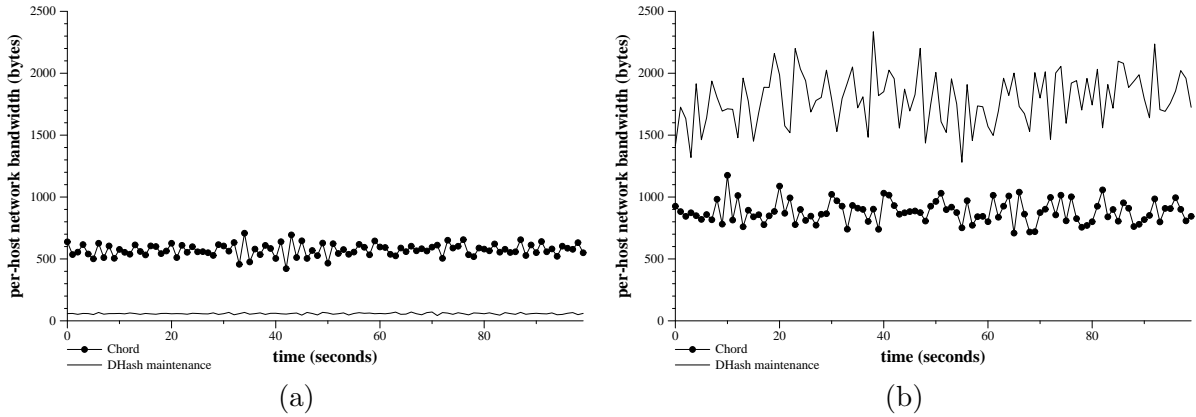 2500
2000
1500
1000
500
0
per-host network bandwidth (bytes)
0 20 40 60 80
time (seconds)
Chord
DHash maintenance
(a)
2500
2000
1500
1000
500
0
per-host network bandwidth (bytes)
0 20 40 60 80
time (seconds)
Chord
DHash maintenance
(b)